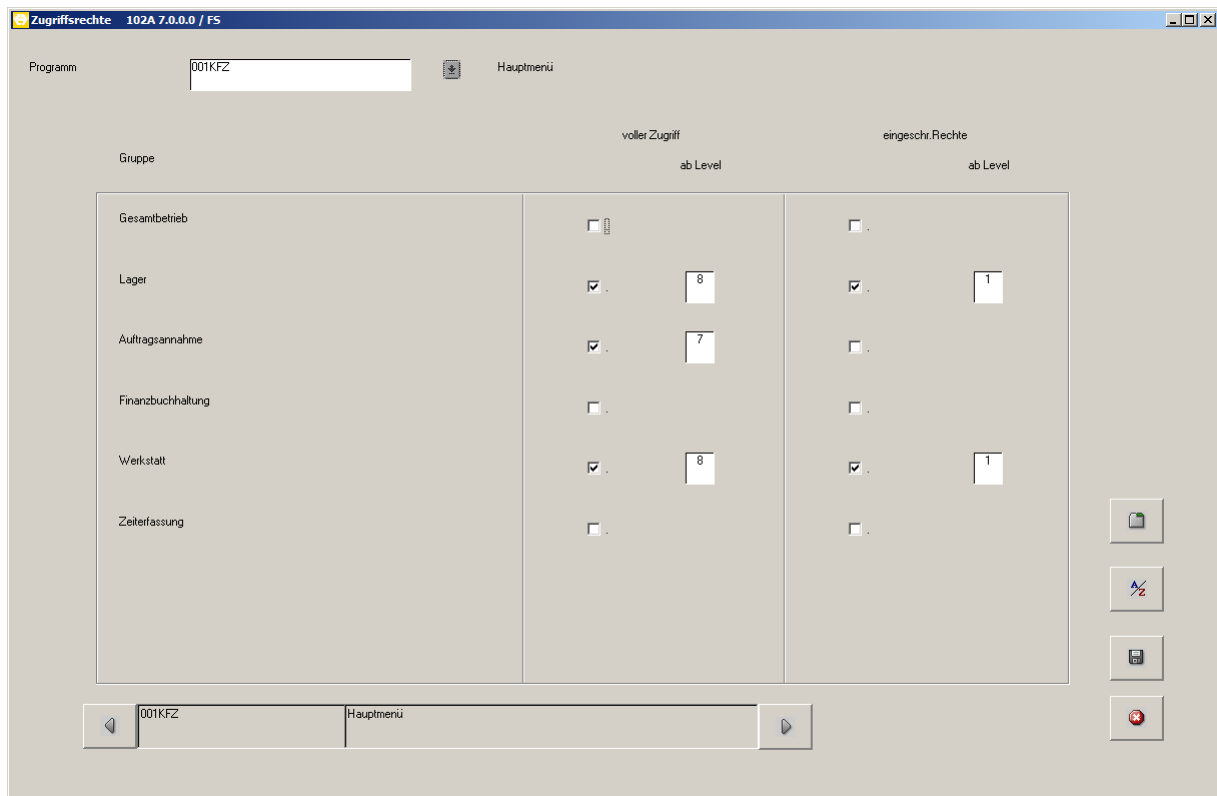 Zugriffsrechte 102A 7.0.0.0 / FS
Programm 001KFZ Hauptmenü
voller Zugriff eingeschr.Rechte
Gruppe ab Level ab Level
Gesamtbetrieb .
Lager . 8 . 1
Auftragsannahme . 7 .
Finanzbuchhaltung . .
Werkstatt . 8 . 1
Zeiterfassung . .
A/Z
001KFZ Hauptmenü